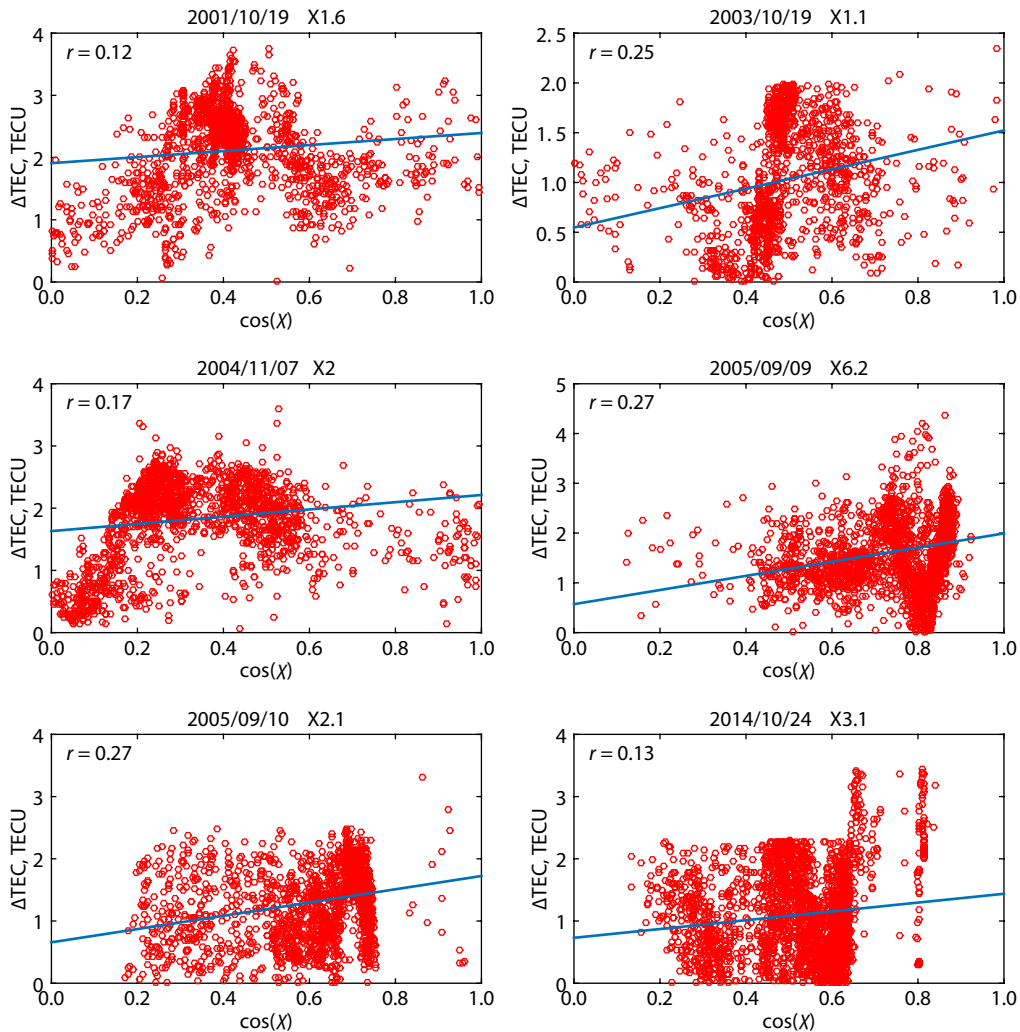 2001/10/19 X1.6
r = 0.12
4
3
2
1
0
ΔTEC, TECU
0.0 0.2 0.4 0.6 0.8 1.0
cos(χ)
2003/10/19 X1.1
r = 0.25
2.5
2.0
1.5
1.0
0.5
0
ΔTEC, TECU
0.0 0.2 0.4 0.6 0.8 1.0
cos(χ)
2004/11/07 X2
r = 0.17
4
3
2
1
0
ΔTEC, TECU
0.0 0.2 0.4 0.6 0.8 1.0
cos(χ)
2005/09/09 X6.2
r = 0.27
5
4
3
2
1
0
ΔTEC, TECU
0.0 0.2 0.4 0.6 0.8 1.0
cos(χ)
2005/09/10 X2.1
r = 0.27
4
3
2
1
0
ΔTEC, TECU
0.0 0.2 0.4 0.6 0.8 1.0
cos(χ)
2014/10/24 X3.1
r = 0.13
4
3
2
1
0
ΔTEC, TECU
0.0 0.2 0.4 0.6 0.8 1.0
cos(χ)